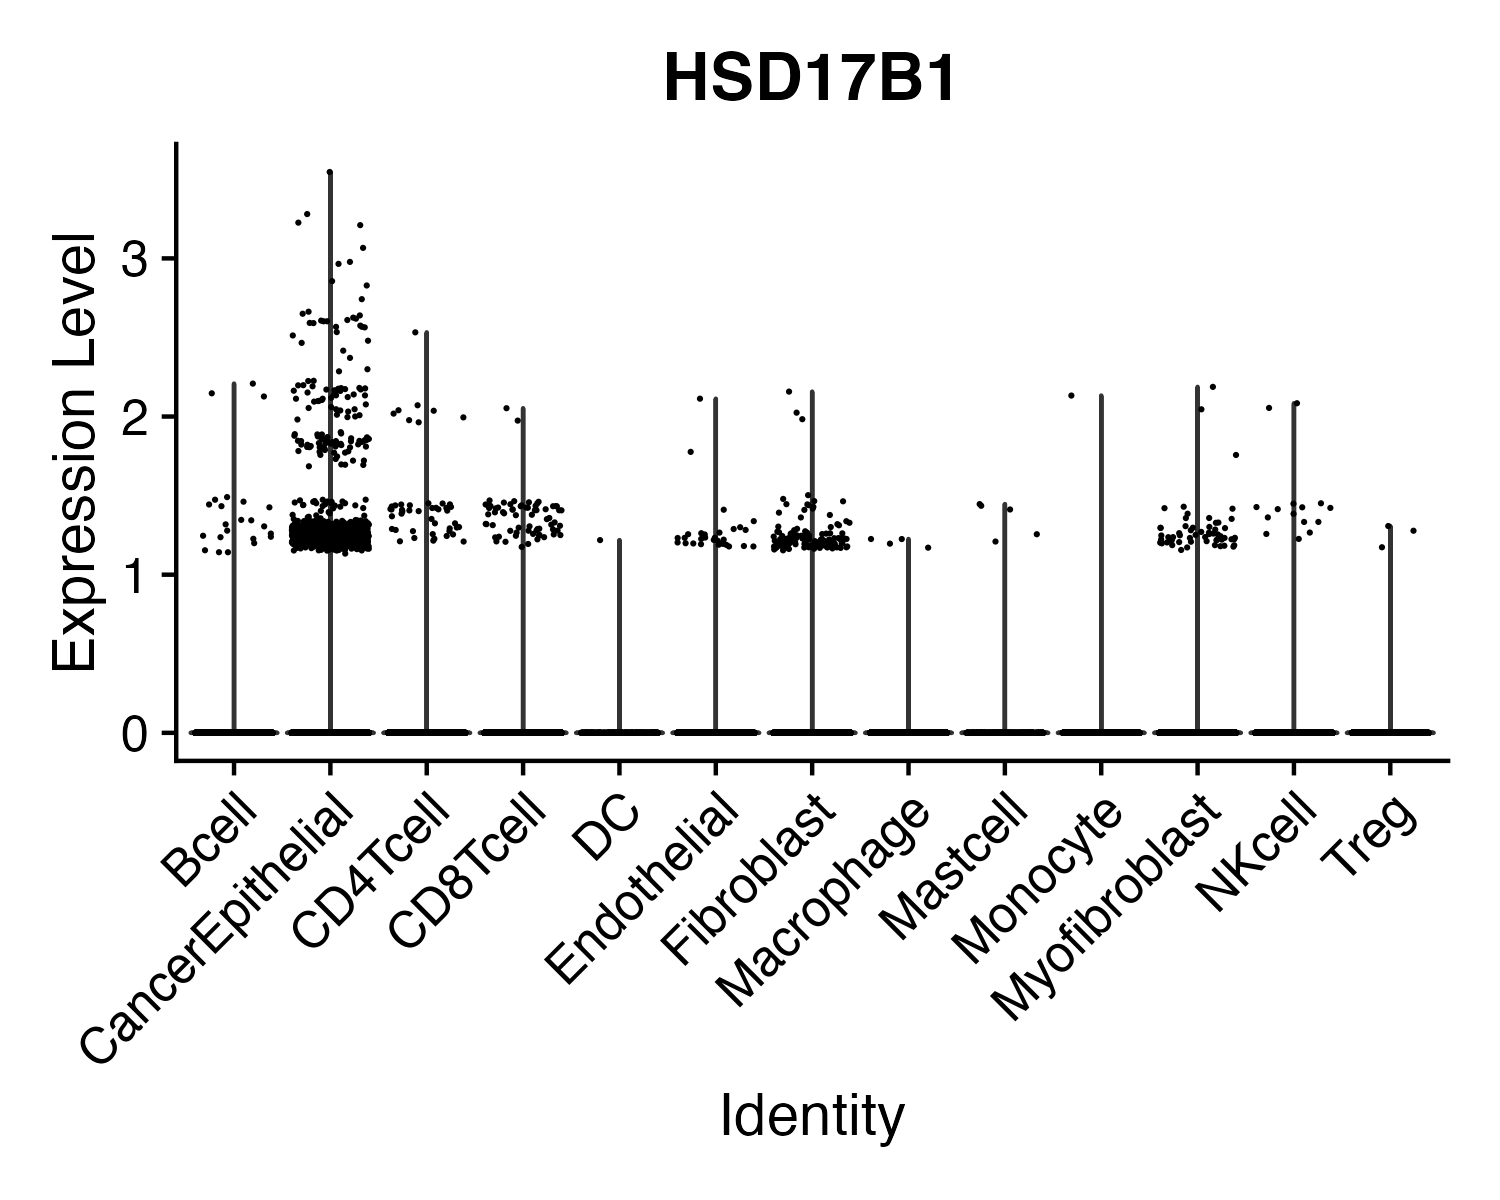 HSD17B1
Expression Level
3
2
1
0
Bcell
CancerEpithelial
CD4Tcell
CD8Tcell
DC
Endothelial
Fibroblast
Macrophage
Mastcell
Monocyte
Myofibroblast
NKcell
Treg
Identity